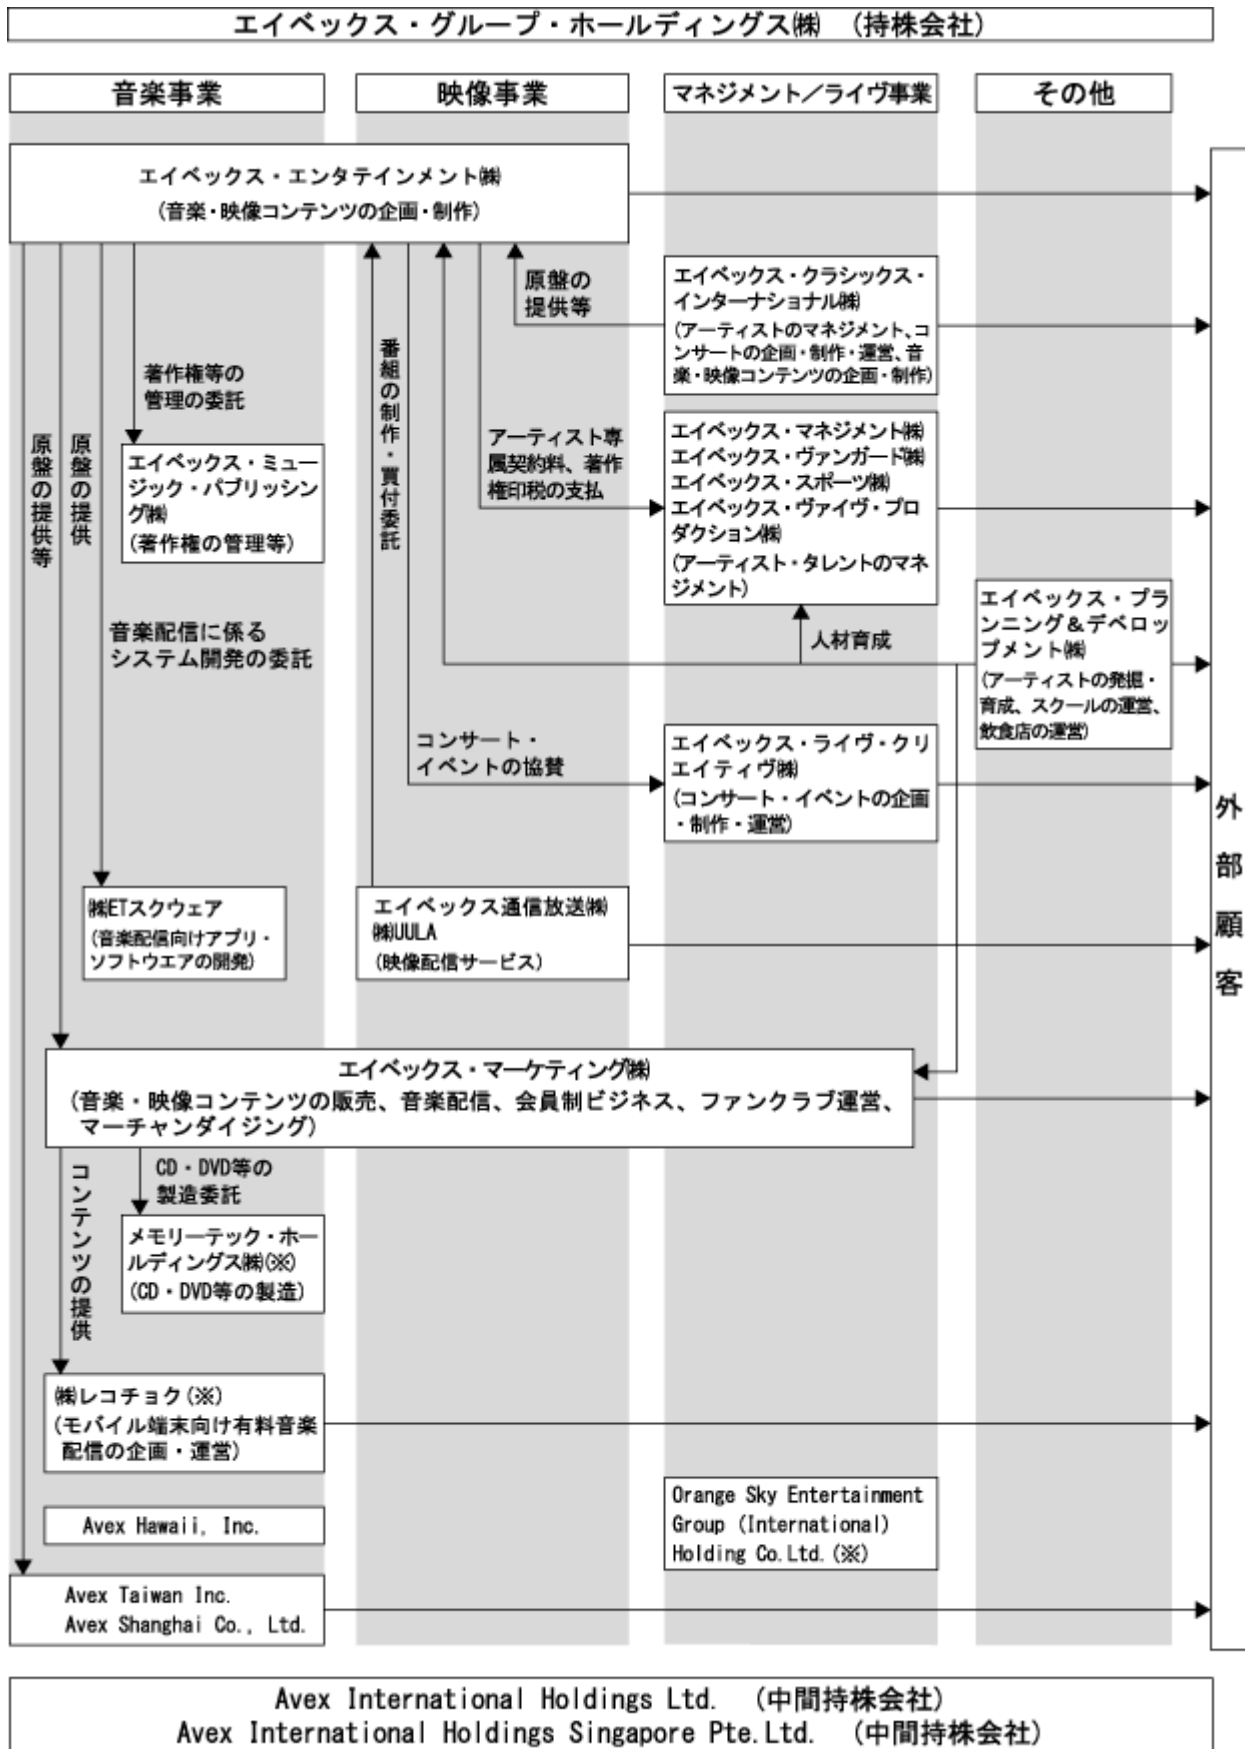 エイベックス・グループ・ホールディングス㈱ （持株会社）
音楽事業
映像事業
マネジメント／ライヴ事業
その他
エイベックス・エンタテインメント㈱
（音楽・映像コンテンツの企画・制作）
原盤の
提供等
エイベックス・クラシックス・
インターナショナル㈱
（アーティストのマネジメント、コ
ンサートの企画・制作・運営、音
楽・映像コンテンツの企画・制作）
著作権等の
管理の委託
番組の制作・買付委託
原盤の提供等
原盤の提供
エイベックス・ミュー
ジック・パブリッシン
グ㈱
（著作権の管理等）
アーティスト専
属契約料、著作
権印税の支払
エイベックス・マネジメント㈱
エイベックス・ヴァンガード㈱
エイベックス・スポーツ㈱
エイベックス・ヴァイヴ・プロ
ダクション㈱
（アーティスト・タレントのマネ
ジメント）
エイベックス・プラ
ンニング＆デベロッ
プメント㈱
（アーティストの発掘・
育成、スクールの運営、
飲食店の運営）
音楽配信に係る
システム開発の委託
人材育成
コンサート・
イベントの協賛
エイベックス・ライヴ・クリ
エイティヴ㈱
（コンサート・イベントの企画
・制作・運営）
外部顧客
㈱ETスクウェア
（音楽配信向けアプリ・
ソフトウエアの開発）
エイベックス通信放送㈱
㈱UULA
（映像配信サービス）
エイベックス・マーケティング㈱
（音楽・映像コンテンツの販売、音楽配信、会員制ビジネス、ファンクラブ運営、
マーチャンダイジング）
コンテンツの提供
CD・DVD等の
製造委託
メモリーテック・ホー
ルディングス㈱(※)
（CD・DVD等の製造）
㈱レコチョク(※)
（モバイル端末向け有料音楽
配信の企画・運営）
Avex Hawaii, Inc.
Orange Sky Entertainment
Group (International)
Holding Co.Ltd.(※)
Avex Taiwan Inc.
Avex Shanghai Co., Ltd.
Avex International Holdings Ltd. （中間持株会社）
Avex International Holdings Singapore Pte.Ltd. （中間持株会社）